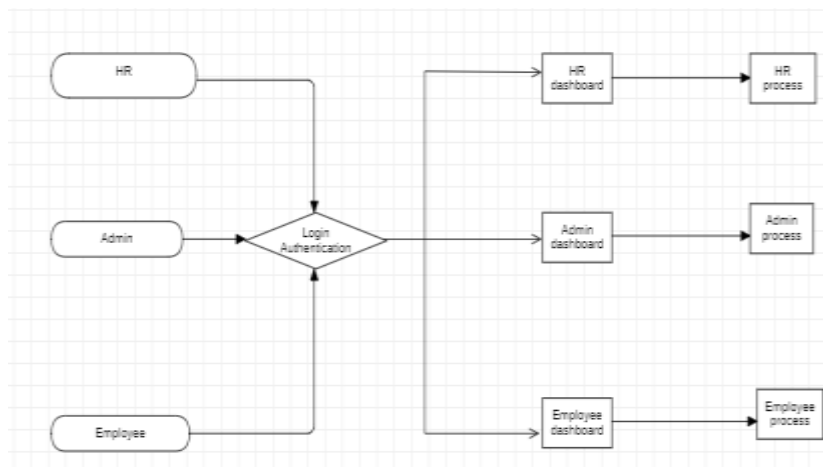 HR
HR
dashboard
HR
process
Admin
Login
Authentication
Admin
dashboard
Admin
process
Employee
Employee
dashboard
Employee
process